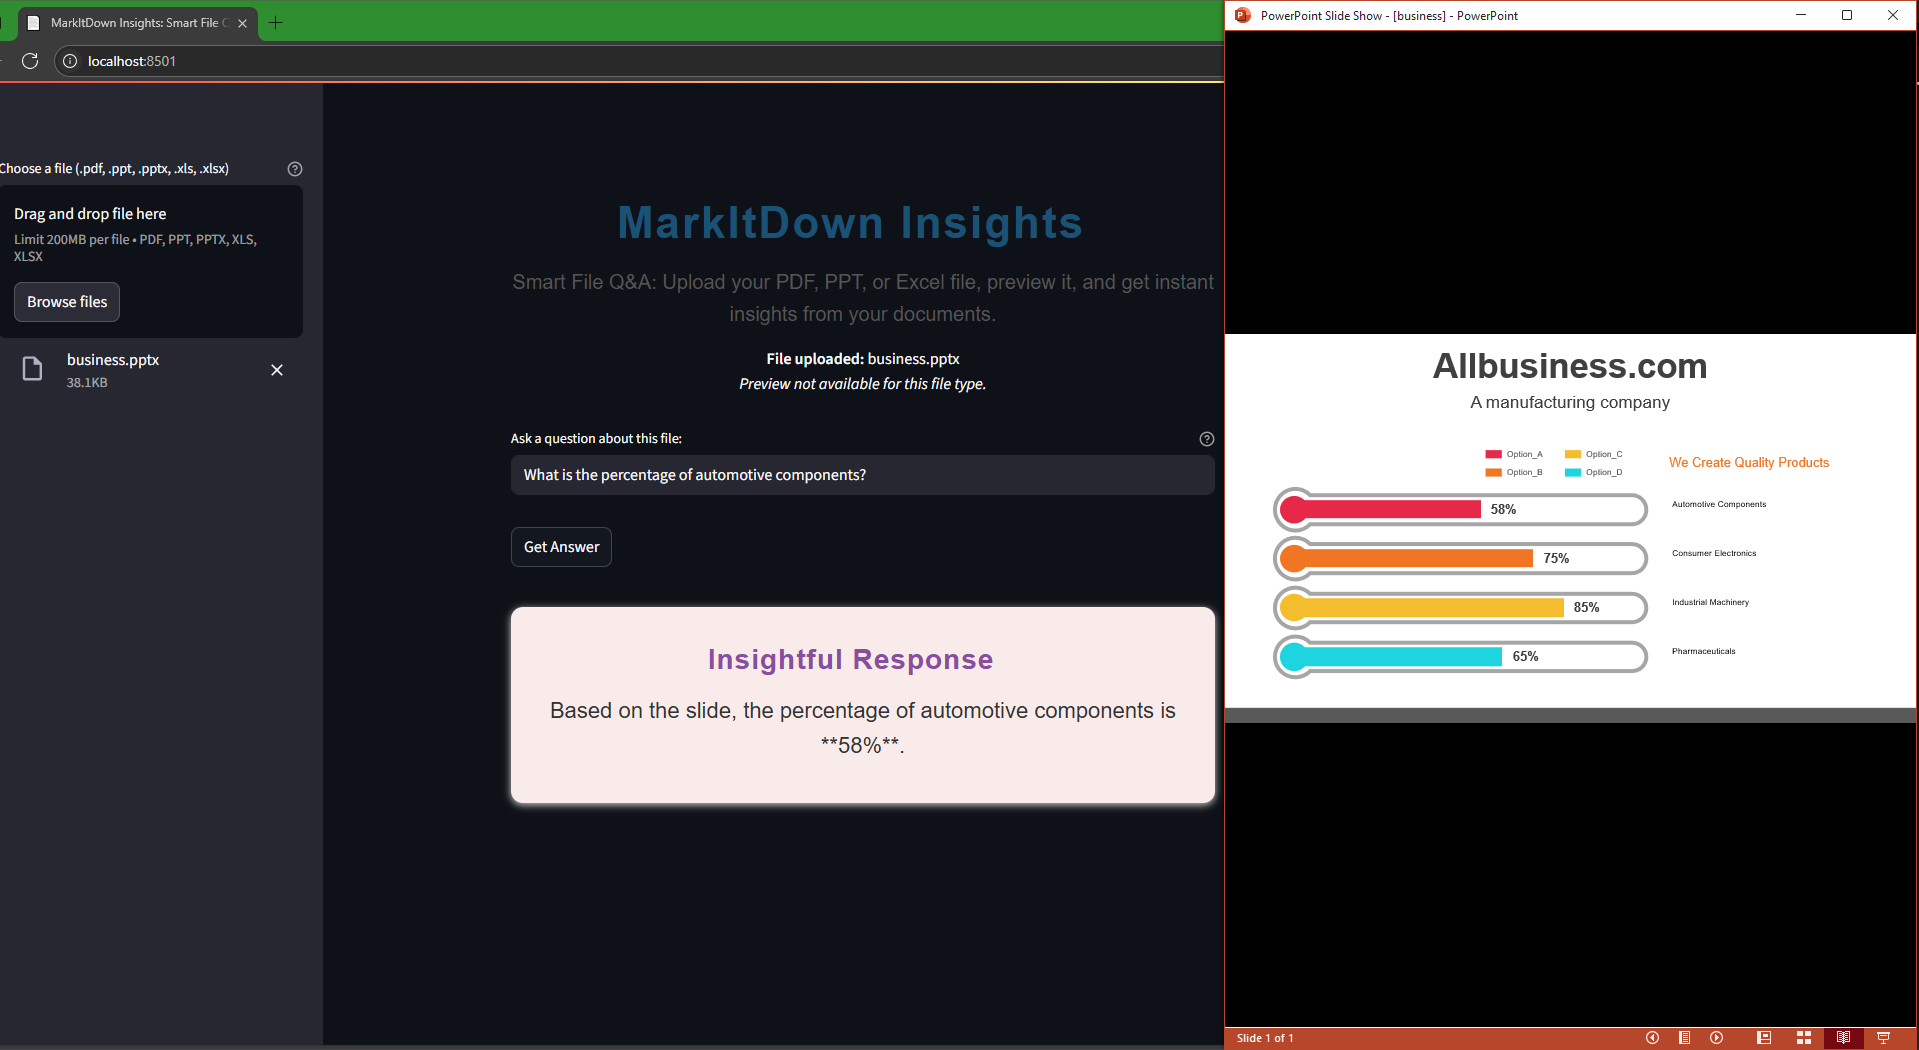 MarkItDown Insights: Smart File
localhost:8501
Choose a file (.pdf, .ppt, .pptx, .xls, .xlsx)
Drag and drop file here
Limit 200MB per file • PDF, PPT, PPTX, XLS,
XLSX
Browse files
business.pptx
38.1KB
MarkItDown Insights
Smart File Q&A: Upload your PDF, PPT, or Excel file, preview it, and get instant
insights from your documents.
File uploaded: business.pptx
Preview not available for this file type.
Ask a question about this file:
What is the percentage of automotive components?
Get Answer
Insightful Response
Based on the slide, the percentage of automotive components is
**58%**.
PowerPoint Slide Show - [business] - PowerPoint
Allbusiness.com
A manufacturing company
Option_A
Option_C
Option_B
Option_D
We Create Quality Products
58%
Automotive Components
75%
Consumer Electronics
85%
Industrial Machinery
65%
Pharmaceuticals
Slide 1 of 1